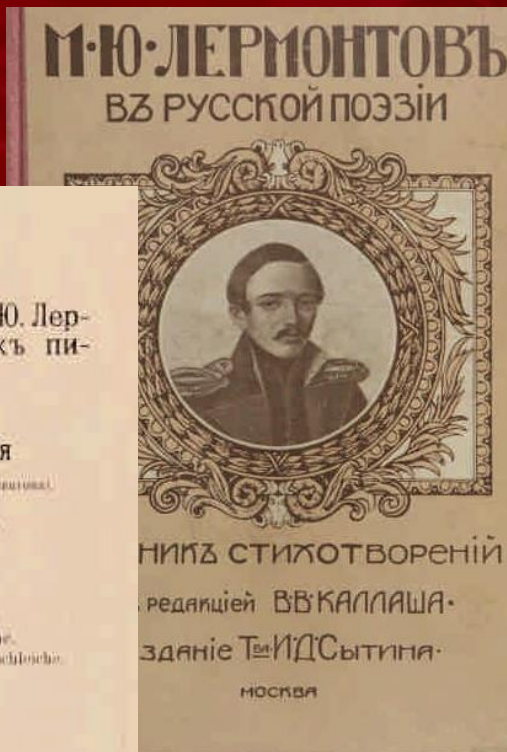 М·Ю·ЛЕРМОНТОВЪ
ВЪ РУССКОЙ ПОЭЗІИ
Ю. Лер-
къ пи-
я
НИКЪ СТИХОТВОРЕНІЙ
РЕДАКЦІЕЙ В·В·КАЛЛАША·
ЗДАНІЕ Т-ва И·Д·СЫТИНА·
МОСКВА